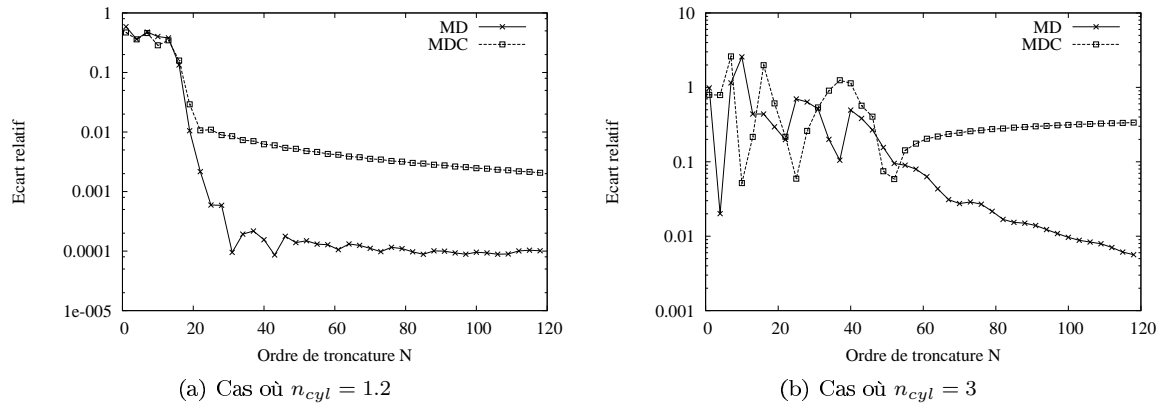 1
0.1
0.01
0.001
0.0001
1e-005
0 20 40 60 80 100 120
Ecart relatif
Ordre de troncature N
MD
MDC
(a) Cas où n_cyl = 1.2
10
1
0.1
0.01
0.001
0 20 40 60 80 100 120
Ecart relatif
Ordre de troncature N
MD
MDC
(b) Cas où n_cyl = 3